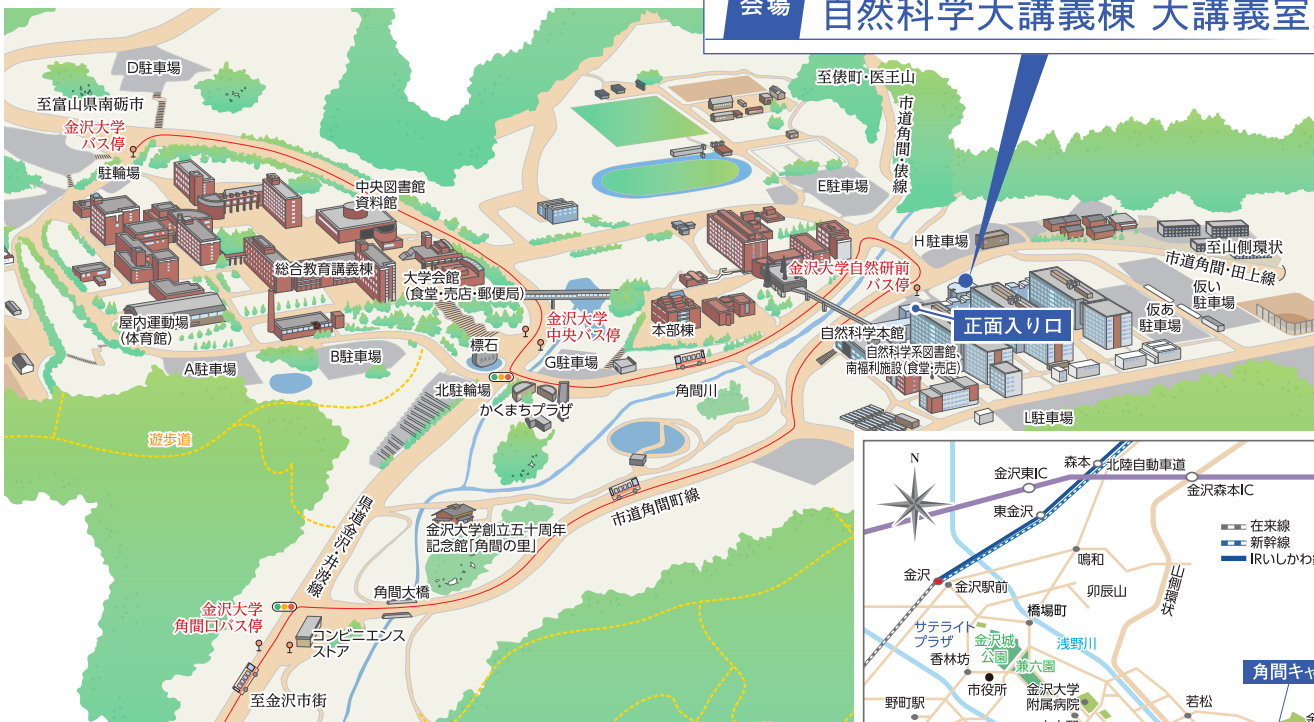 会場
自然科学大講義棟 大講義室
D駐車場
至富山県南砺市
金沢大学
バス停
駐輪場
中央図書館
資料館
総合教育講義棟
大学会館
(食堂・売店・郵便局)
屋内運動場
(体育館)
A駐車場
B駐車場
標石
金沢大学
中央バス停
G駐車場
本部棟
北駐輪場
かくまちプラザ
角間川
遊歩道
至俵町・医王山
市道角間・俵線
E駐車場
H駐車場
金沢大学自然研前
バス停
至山側環状
市道角間・田上線
仮い
駐車場
仮あ
駐車場
正面入り口
自然科学本館
自然科学系図書館、
南福利施設(食堂・売店)
L駐車場
県道金沢・井波線
金沢大学創立五十周年
記念館「角間の里」
市道角間町線
角間大橋
金沢大学
角間口バス停
コンビニエンス
ストア
至金沢市街
N
金沢東IC
森本
北陸自動車道
金沢森本IC
東金沢
在来線
新幹線
IRいしかわ
鳴和
山側環状
金沢
金沢駅前
卯辰山
橋場町
サテライト
プラザ
金沢城
公園
浅野川
香林坊
兼六園
市役所
角間キャ
野町駅
金沢大学
附属病院
若松